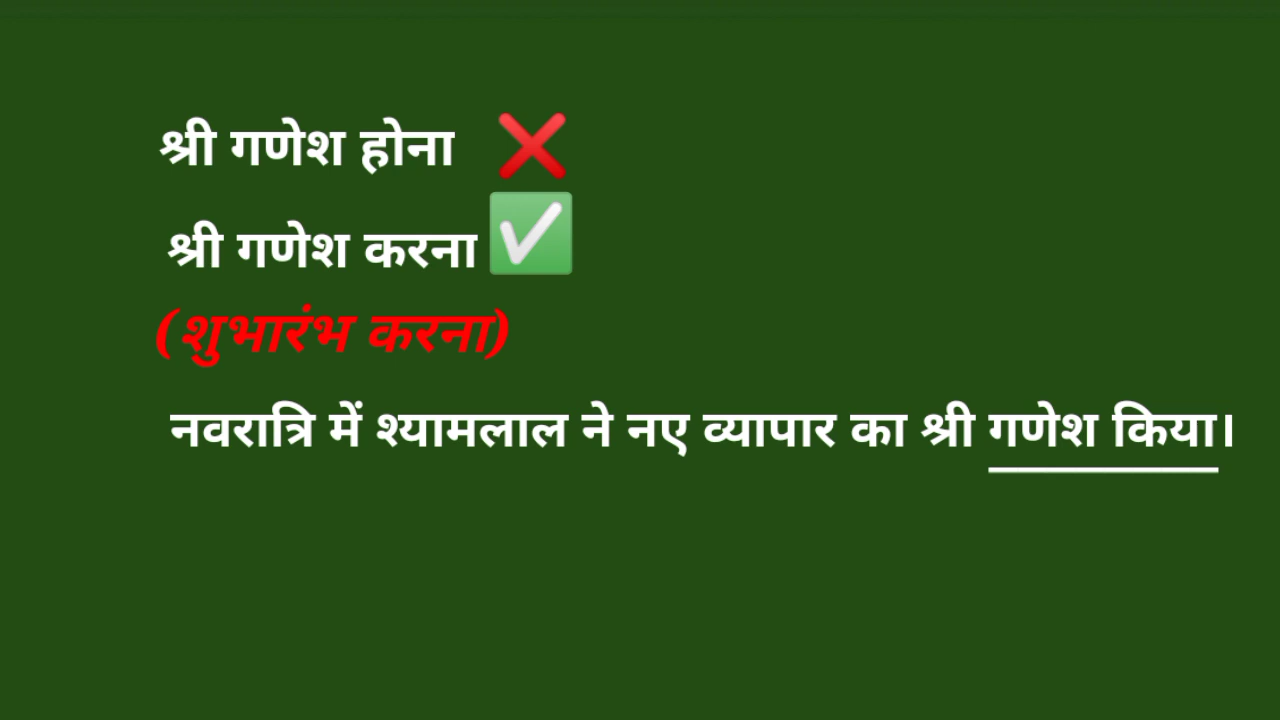 श्री गणेश होना ❌
श्री गणेश करना ✅
(शुभारंभ करना)
नवरात्रि में श्यामलाल ने नए व्यापार का श्री गणेश किया।